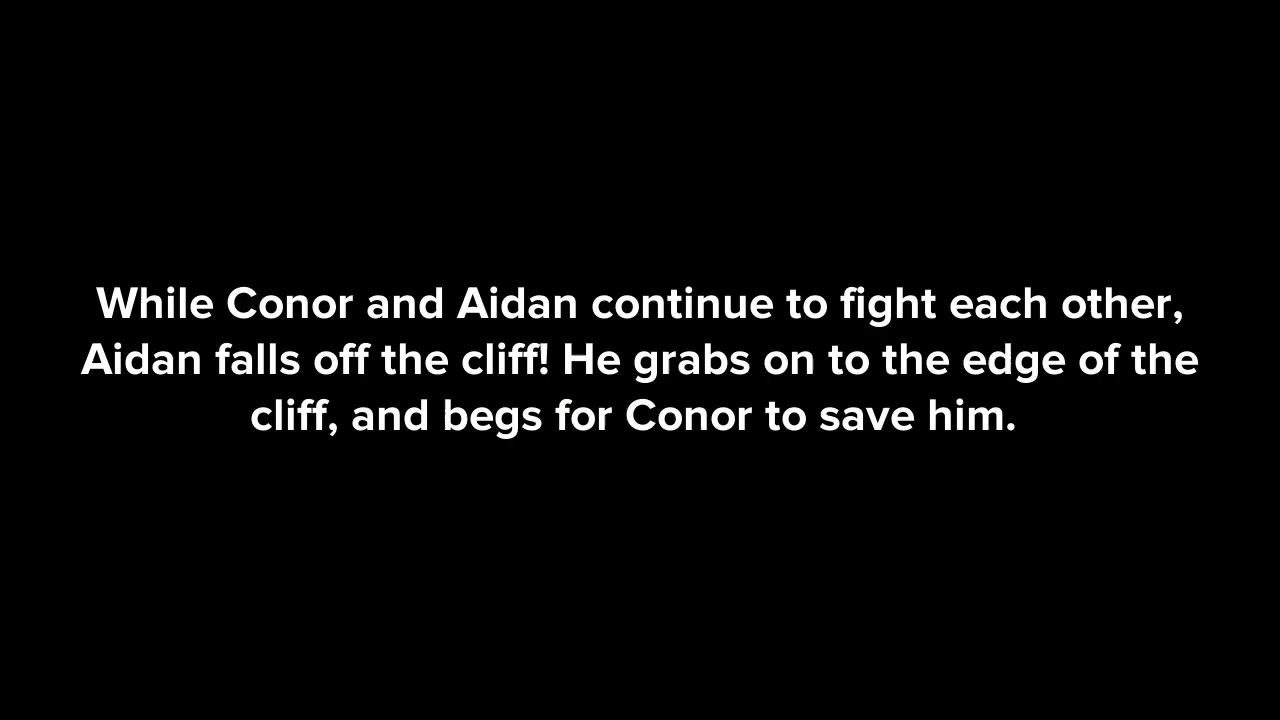 While Conor and Aidan continue to fight each other,
Aidan falls off the cliff! He grabs on to the edge of the
cliff, and begs for Conor to save him.